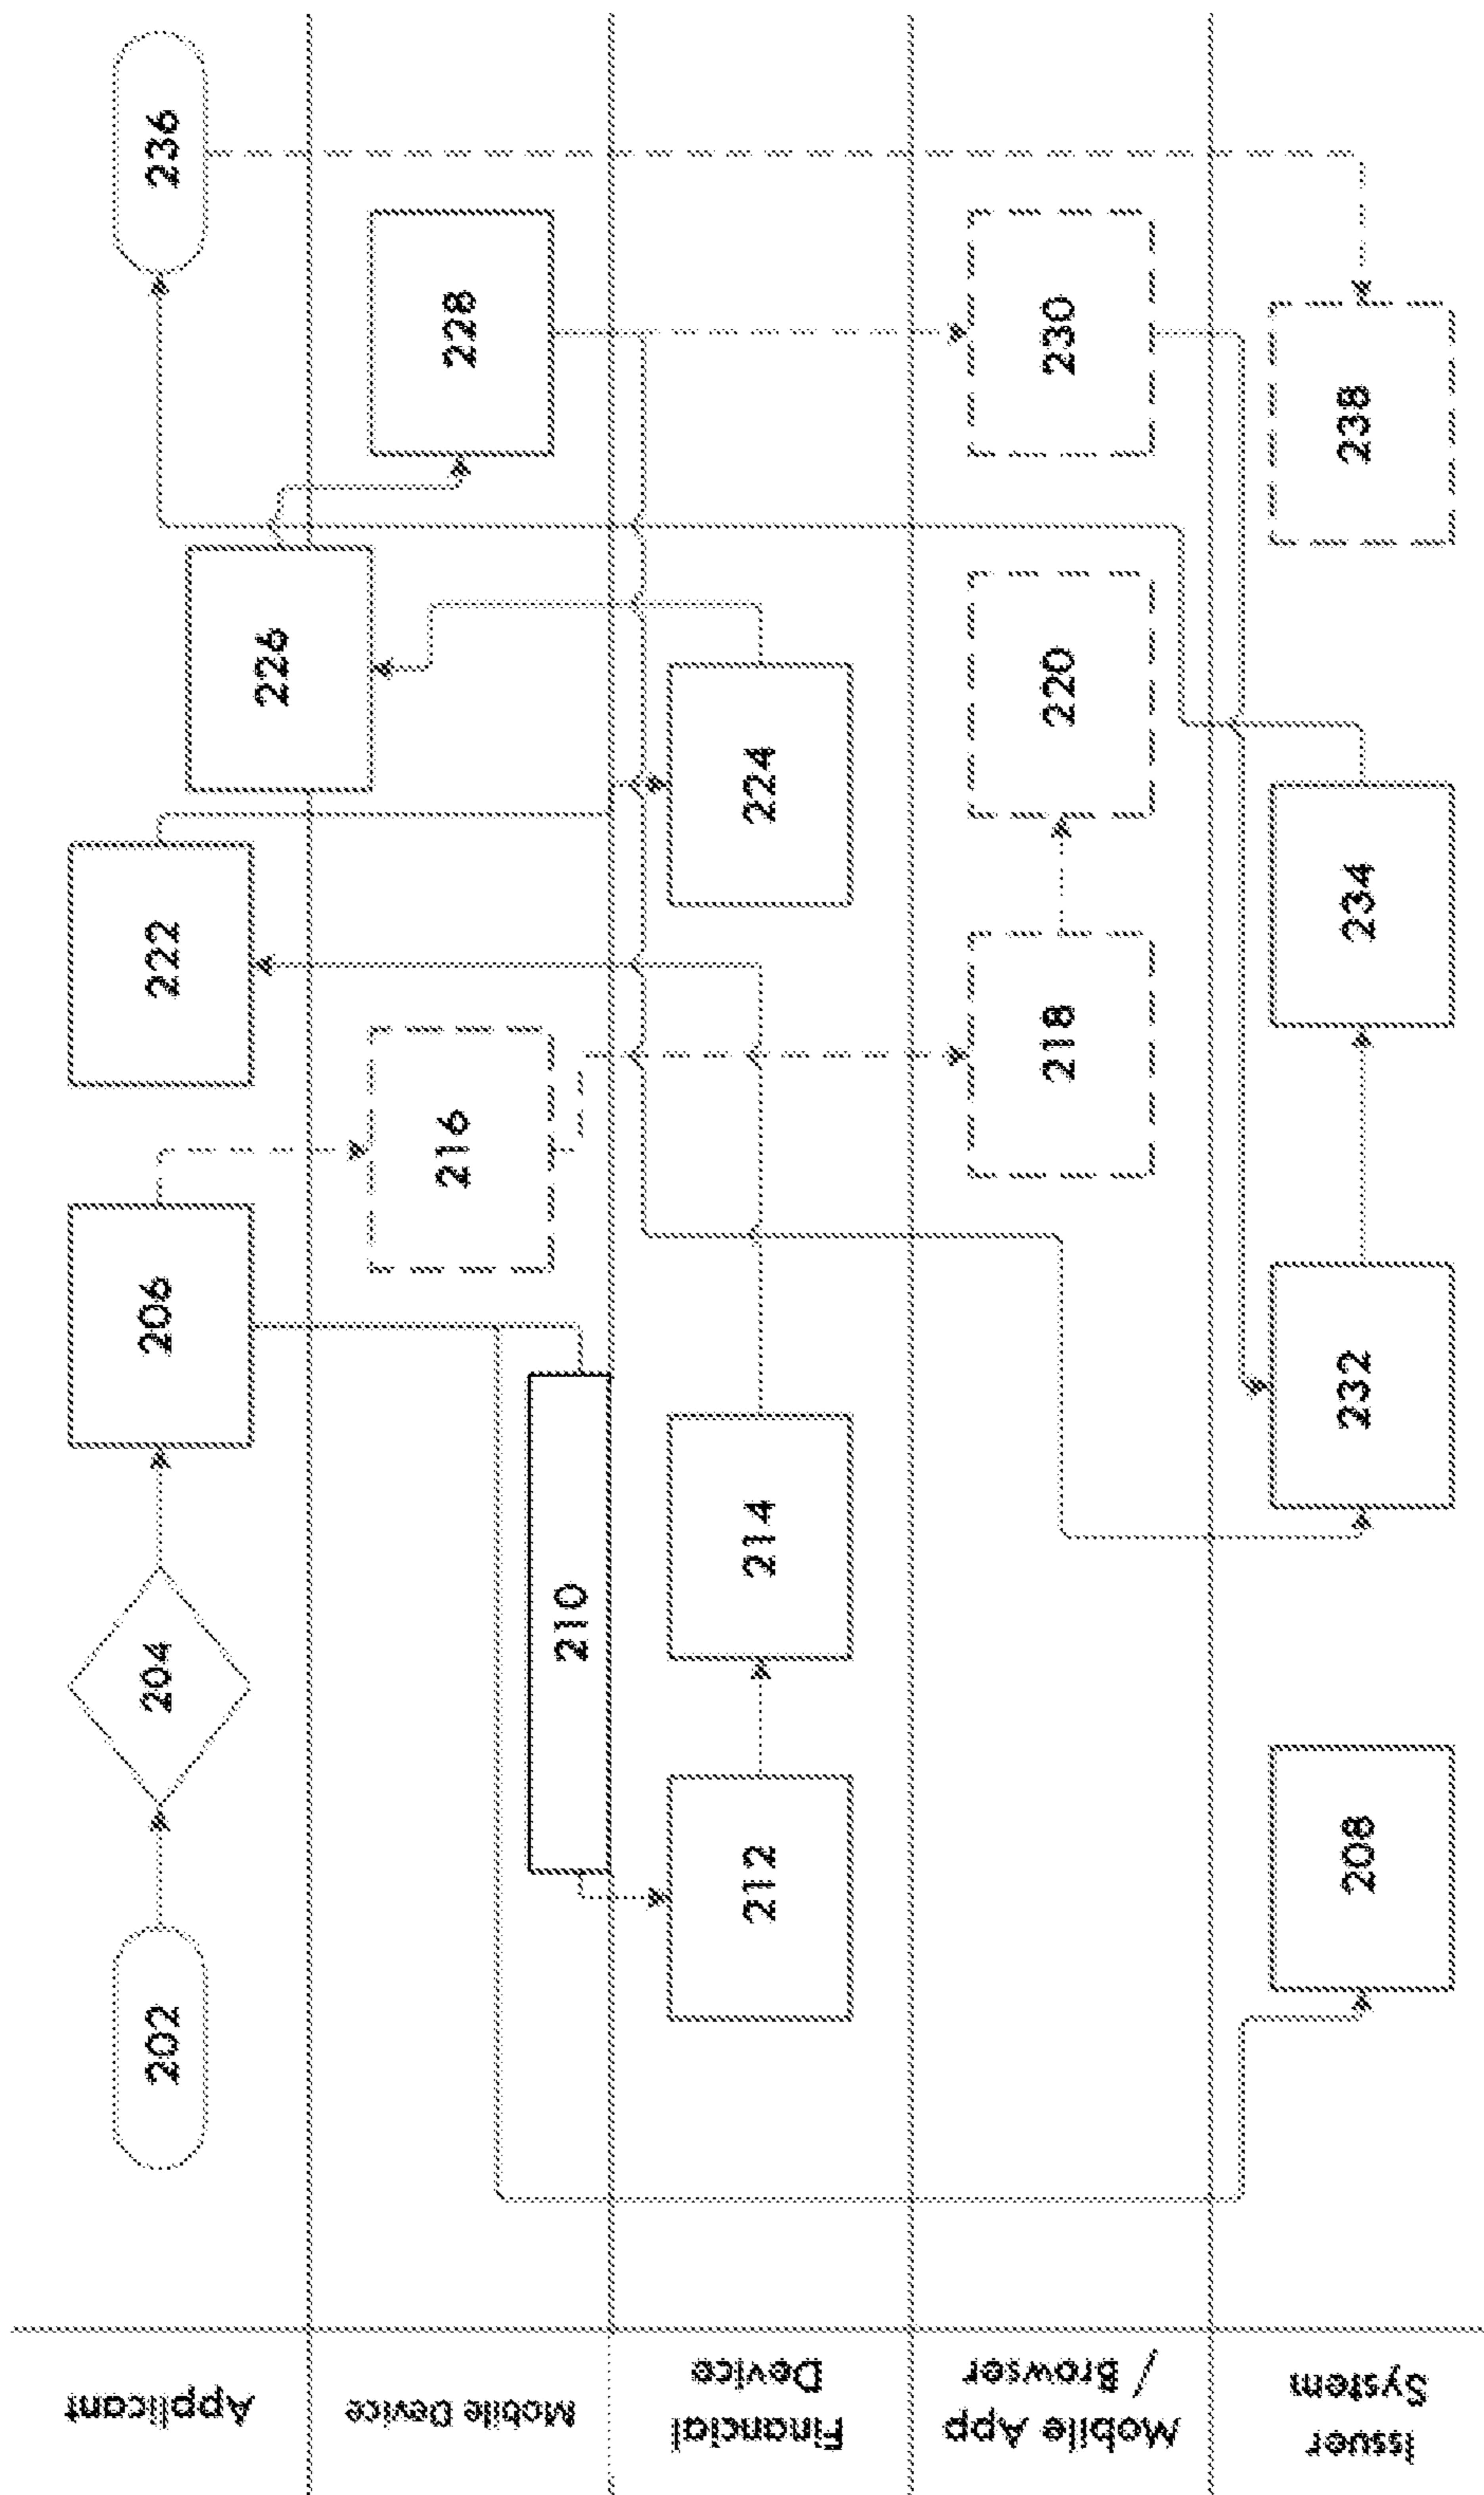 Applicant
202
204
206
222
226
236
Mobile Device
210
216
228
Financial
Device
212
214
224
Mobile App
/ Browser
218
220
230
Issuer
System
208
232
234
238